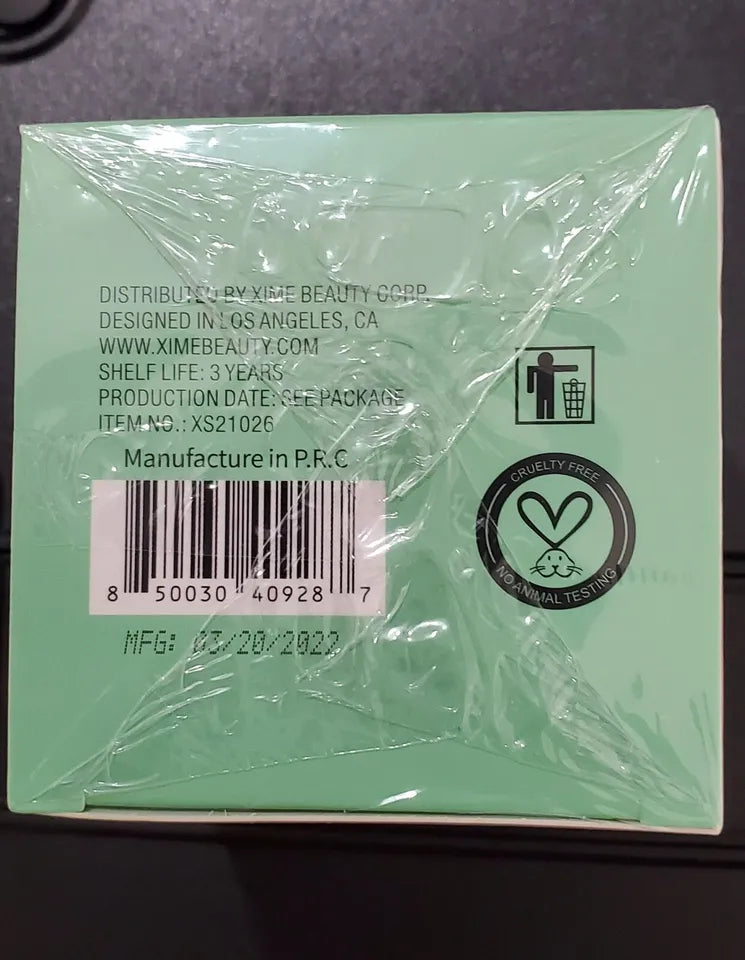 DISTRIBUTED BY XIME BEAUTY CORP.
DESIGNED IN LOS ANGELES, CA
WWW.XIMEBEAUTY.COM
SHELF LIFE: 3 YEARS
PRODUCTION DATE: SEE PACKAGE
ITEM NO.: XS21026
Manufacture in P.R.C
8 50030 40928 7
MFG: 03/20/2022
CRUELTY FREE
NO ANIMAL TESTING